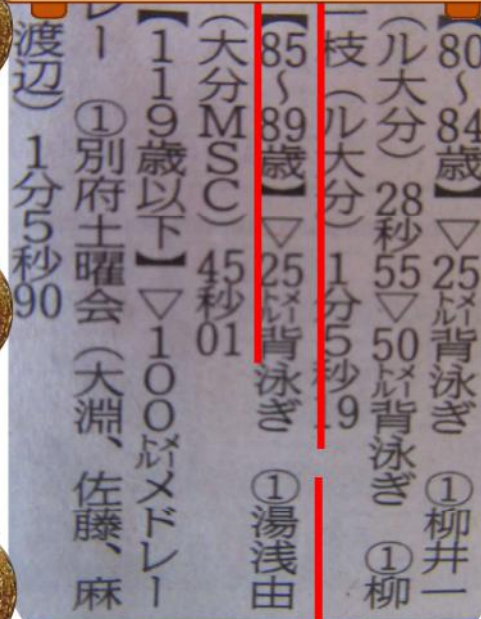 【80〜84歳】▽25メートル背泳ぎ ①柳井一
(ル大分) 28秒55▽50メートル背泳ぎ ①柳
一枝 (ル大分) 1分5秒19
【85〜89歳】▽25メートル背泳ぎ ①湯浅由
(大分MSC) 45秒01
【119歳以下】▽100メートルメドレー
レー ①別府土曜会 (大淵、佐藤、麻
渡辺) 1分5秒90